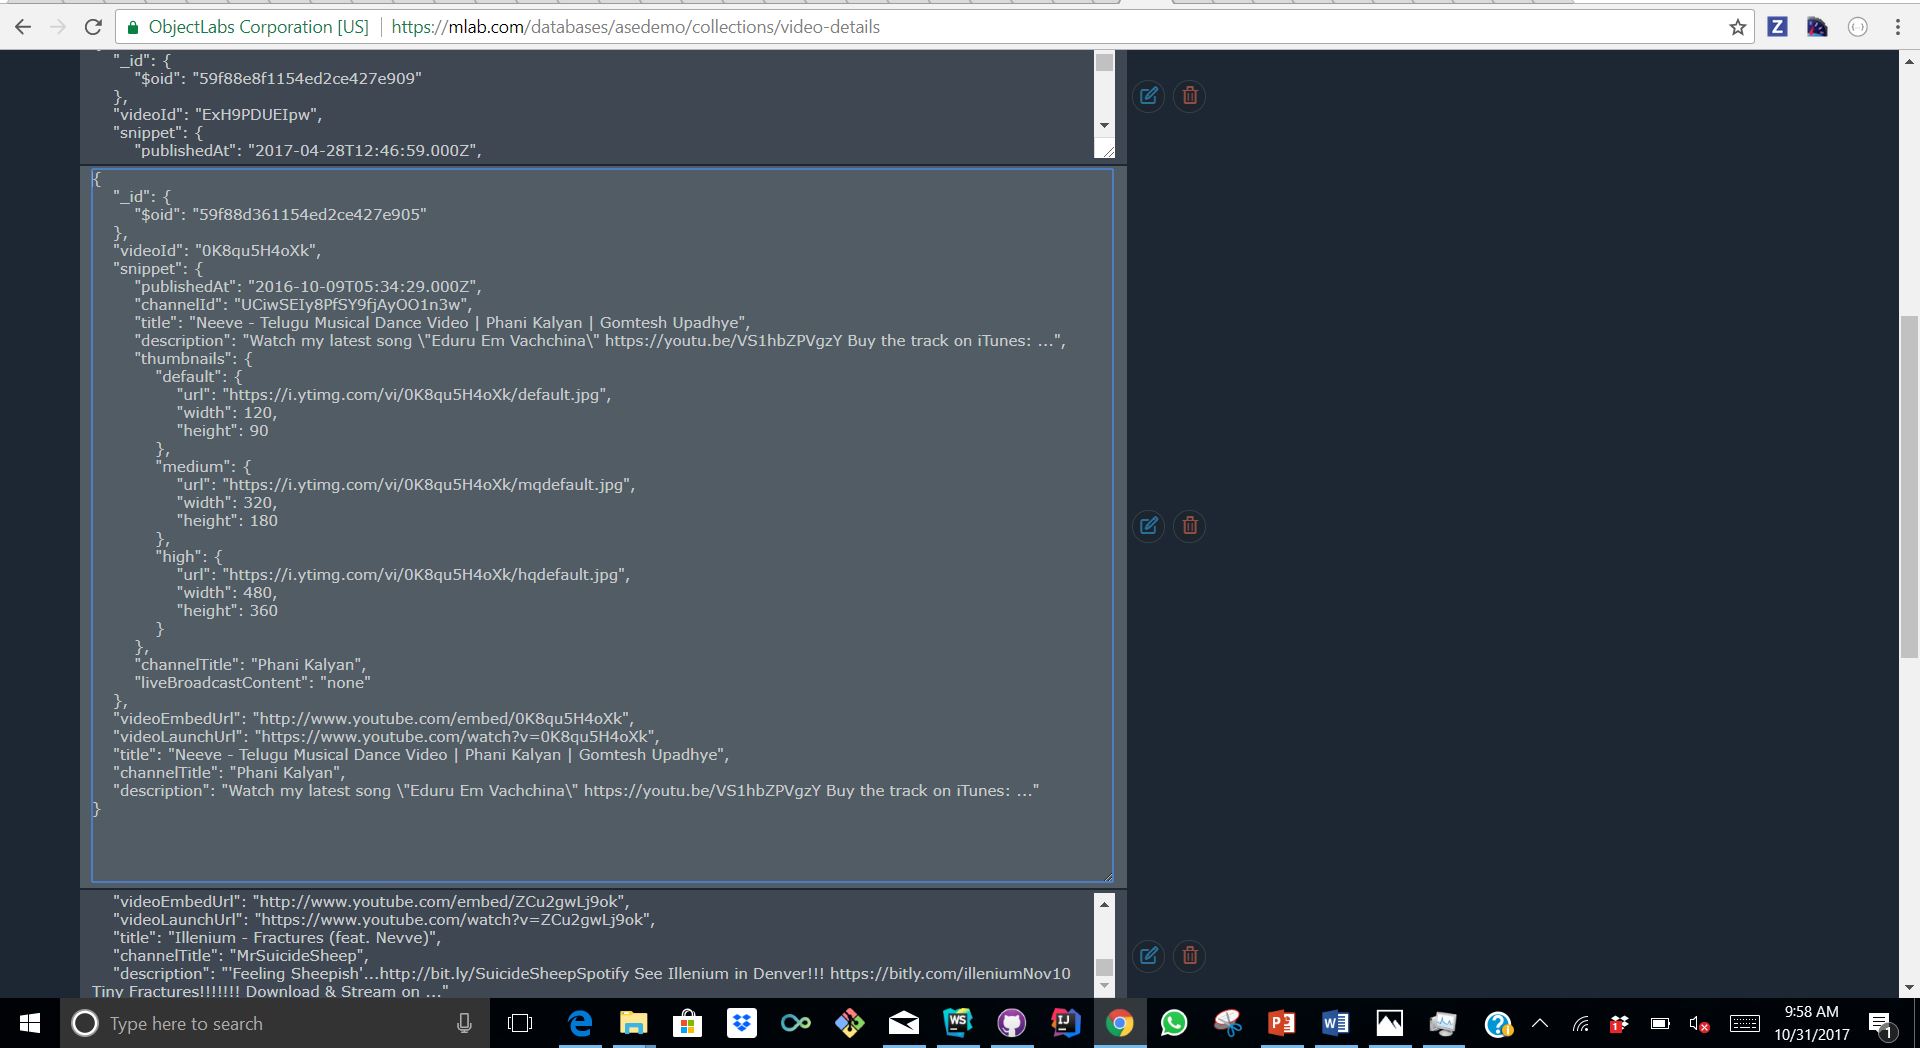 ObjectLabs Corporation [US] | https://mlab.com/databases/asedemo/collections/video-details
"_id": {
"$oid": "59f88e8f1154ed2ce427e909"
},
"videoId": "ExH9PDUEIpw",
"snippet": {
"publishedAt": "2017-04-28T12:46:59.000Z",
{
"_id": {
"$oid": "59f88d361154ed2ce427e905"
},
"videoId": "0K8qu5H4oXk",
"snippet": {
"publishedAt": "2016-10-09T05:34:29.000Z",
"channelId": "UCiwSEIy8PfSY9fjAyOO1n3w",
"title": "Neeve - Telugu Musical Dance Video | Phani Kalyan | Gomtesh Upadhye",
"description": "Watch my latest song \"Eduru Em Vachchina\" https://youtu.be/VS1hbZPVgzY Buy the track on iTunes: ...",
"thumbnails": {
"default": {
"url": "https://i.ytimg.com/vi/0K8qu5H4oXk/default.jpg",
"width": 120,
"height": 90
},
"medium": {
"url": "https://i.ytimg.com/vi/0K8qu5H4oXk/mqdefault.jpg",
"width": 320,
"height": 180
},
"high": {
"url": "https://i.ytimg.com/vi/0K8qu5H4oXk/hqdefault.jpg",
"width": 480,
"height": 360
}
},
"channelTitle": "Phani Kalyan",
"liveBroadcastContent": "none"
},
"videoEmbedUrl": "http://www.youtube.com/embed/0K8qu5H4oXk",
"videoLaunchUrl": "https://www.youtube.com/watch?v=0K8qu5H4oXk",
"title": "Neeve - Telugu Musical Dance Video | Phani Kalyan | Gomtesh Upadhye",
"channelTitle": "Phani Kalyan",
"description": "Watch my latest song \"Eduru Em Vachchina\" https://youtu.be/VS1hbZPVgzY Buy the track on iTunes: ..."
}
"videoEmbedUrl": "http://www.youtube.com/embed/ZCu2gwLj9ok",
"videoLaunchUrl": "https://www.youtube.com/watch?v=ZCu2gwLj9ok",
"title": "Illenium - Fractures (feat. Nevve)",
"channelTitle": "MrSuicideSheep",
"description": "'Feeling Sheepish'...http://bit.ly/SuicideSheepSpotify See Illenium in Denver!!! https://bitly.com/illeniumNov10
Tiny Fractures!!!!!!! Download & Stream on ..."
Type here to search
9:58 AM
10/31/2017